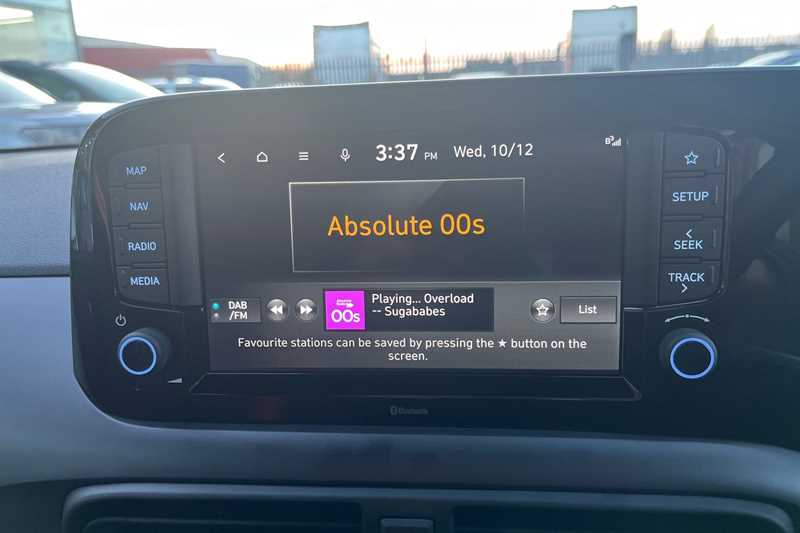 3:37 PM Wed, 10/12
MAP
NAV
RADIO
MEDIA
SETUP
SEEK
TRACK
Absolute 00s
DAB
/FM
00s
Playing... Overload
-- Sugababes
List
Favourite stations can be saved by pressing the ★ button on the
screen.
Bluetooth